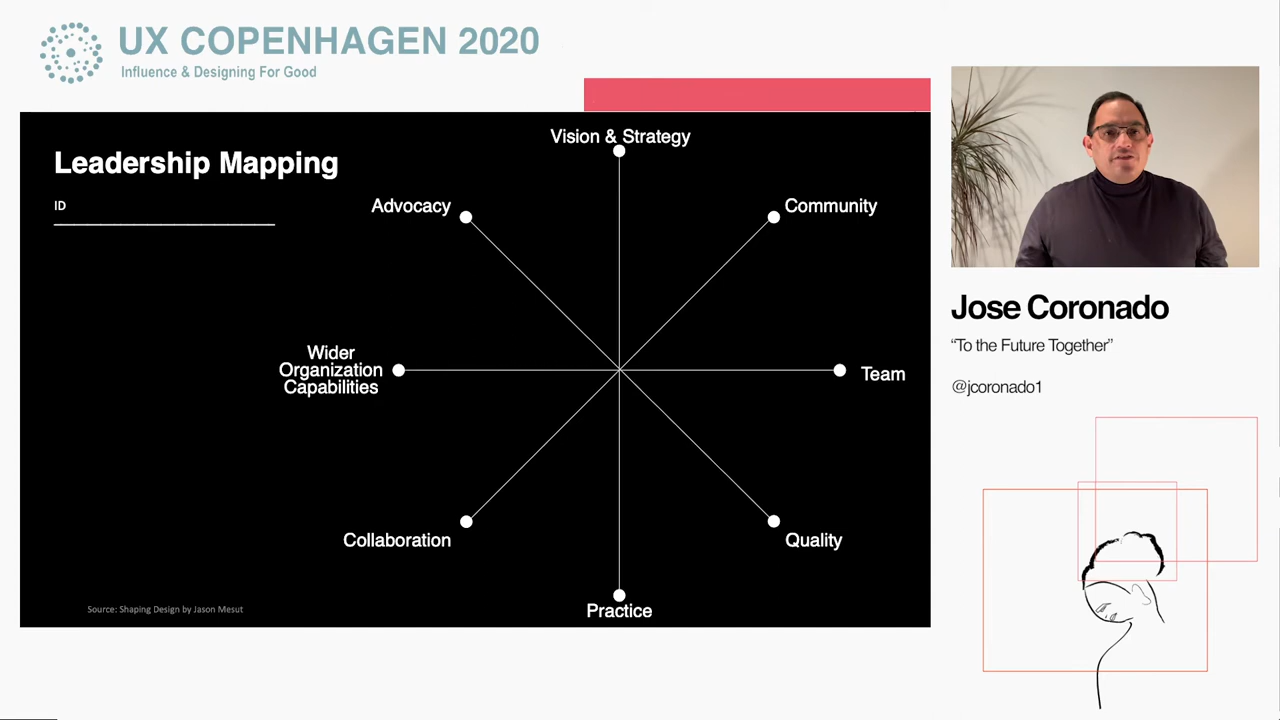 UX COPENHAGEN 2020
Influence & Designing For Good
Leadership Mapping
ID
Vision & Strategy
Advocacy
Community
Wider
Organization
Capabilities
Team
Collaboration
Quality
Practice
Source: Shaping Design by Jason Mesut
Jose Coronado
“To the Future Together”
@jcoronado1